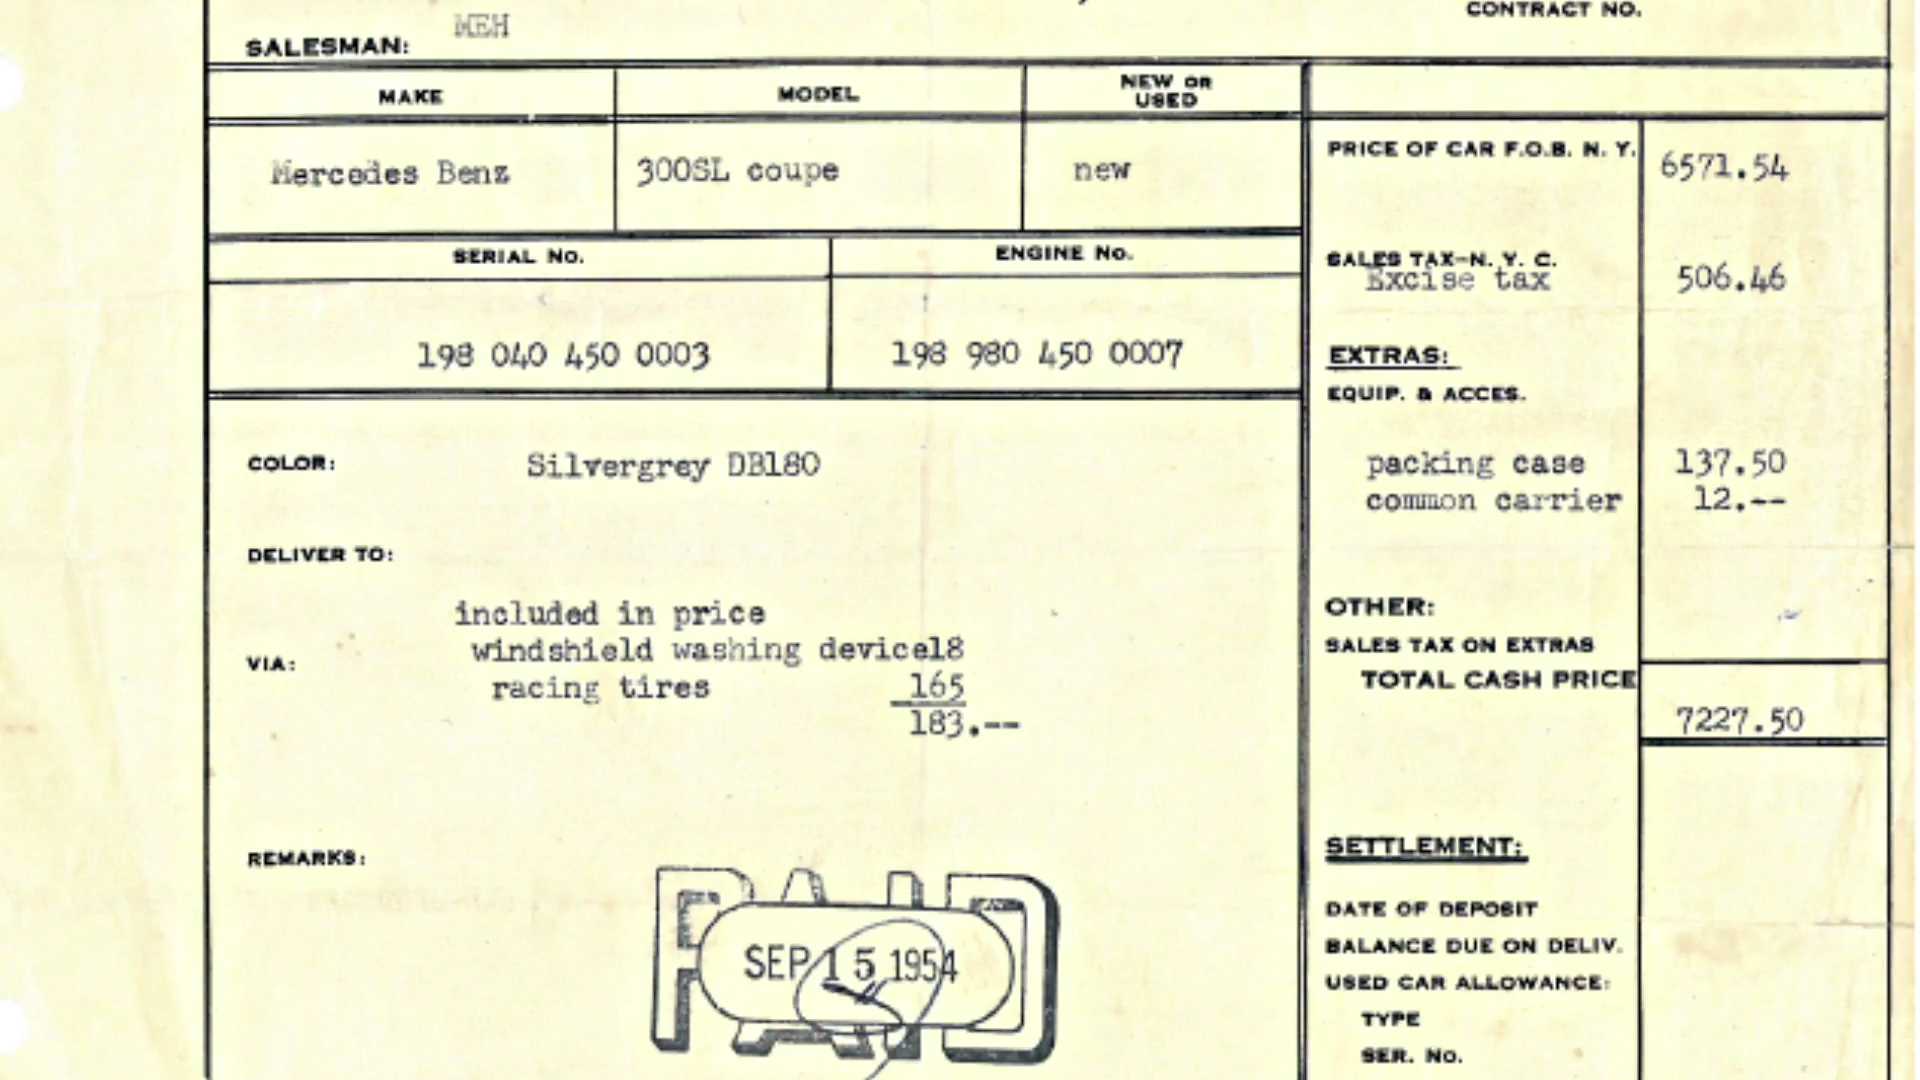 CONTRACT NO.
MEH
SALESMAN:
MAKE
MODEL
NEW OR
USED
Mercedes Benz
300SL coupe
new
PRICE OF CAR F.O.B. N. Y.
6571.54
SERIAL NO.
ENGINE NO.
SALES TAX-N. Y. C.
Excise tax
506.46
198 040 450 0003
198 980 450 0007
EXTRAS:
EQUIP. & ACCES.
COLOR:
Silvergrey DB180
packing case
137.50
common carrier
12.--
DELIVER TO:
included in price
OTHER:
windshield washing device18
SALES TAX ON EXTRAS
VIA:
racing tires
165
TOTAL CASH PRICE
183.--
7227.50
REMARKS:
SETTLEMENT:
PAID
SEP 15 1954
DATE OF DEPOSIT
BALANCE DUE ON DELIV.
USED CAR ALLOWANCE:
TYPE
SER. NO.